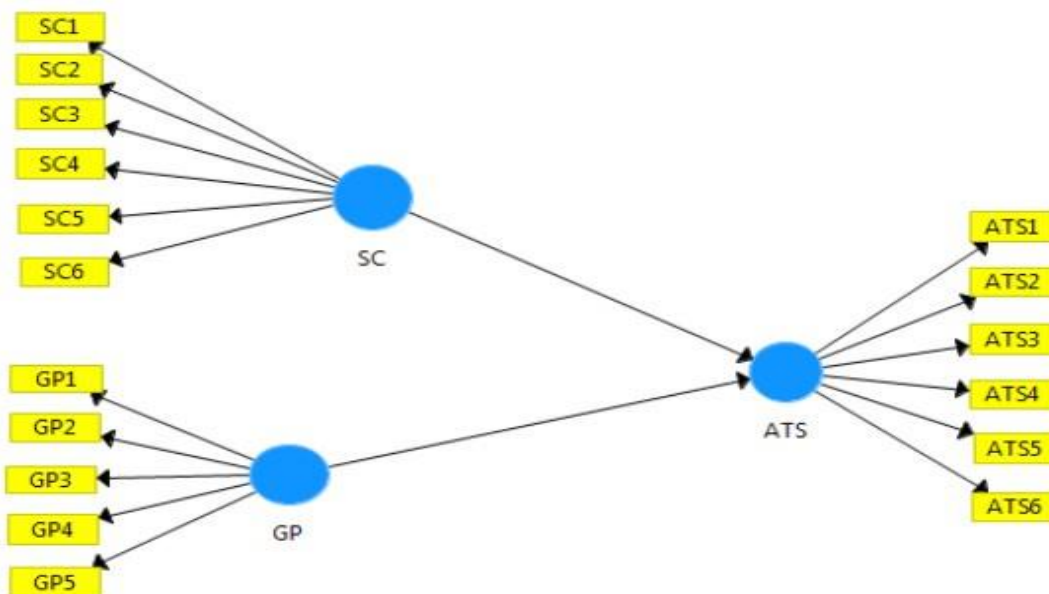 SC1
SC2
SC3
SC4
SC5
SC6
SC
GP1
GP2
GP3
GP4
GP5
GP
ATS
ATS1
ATS2
ATS3
ATS4
ATS5
ATS6